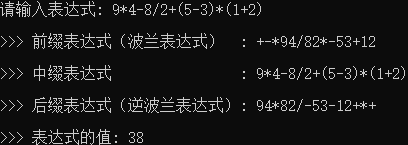 请输入表达式: 9*4-8/2+(5-3)*(1+2)
>>> 前缀表达式（波兰表达式） : +-*94/82*-53+12
>>> 中缀表达式 : 9*4-8/2+(5-3)*(1+2)
>>> 后缀表达式（逆波兰表达式）: 94*82/-53-12+*+
>>> 表达式的值: 38